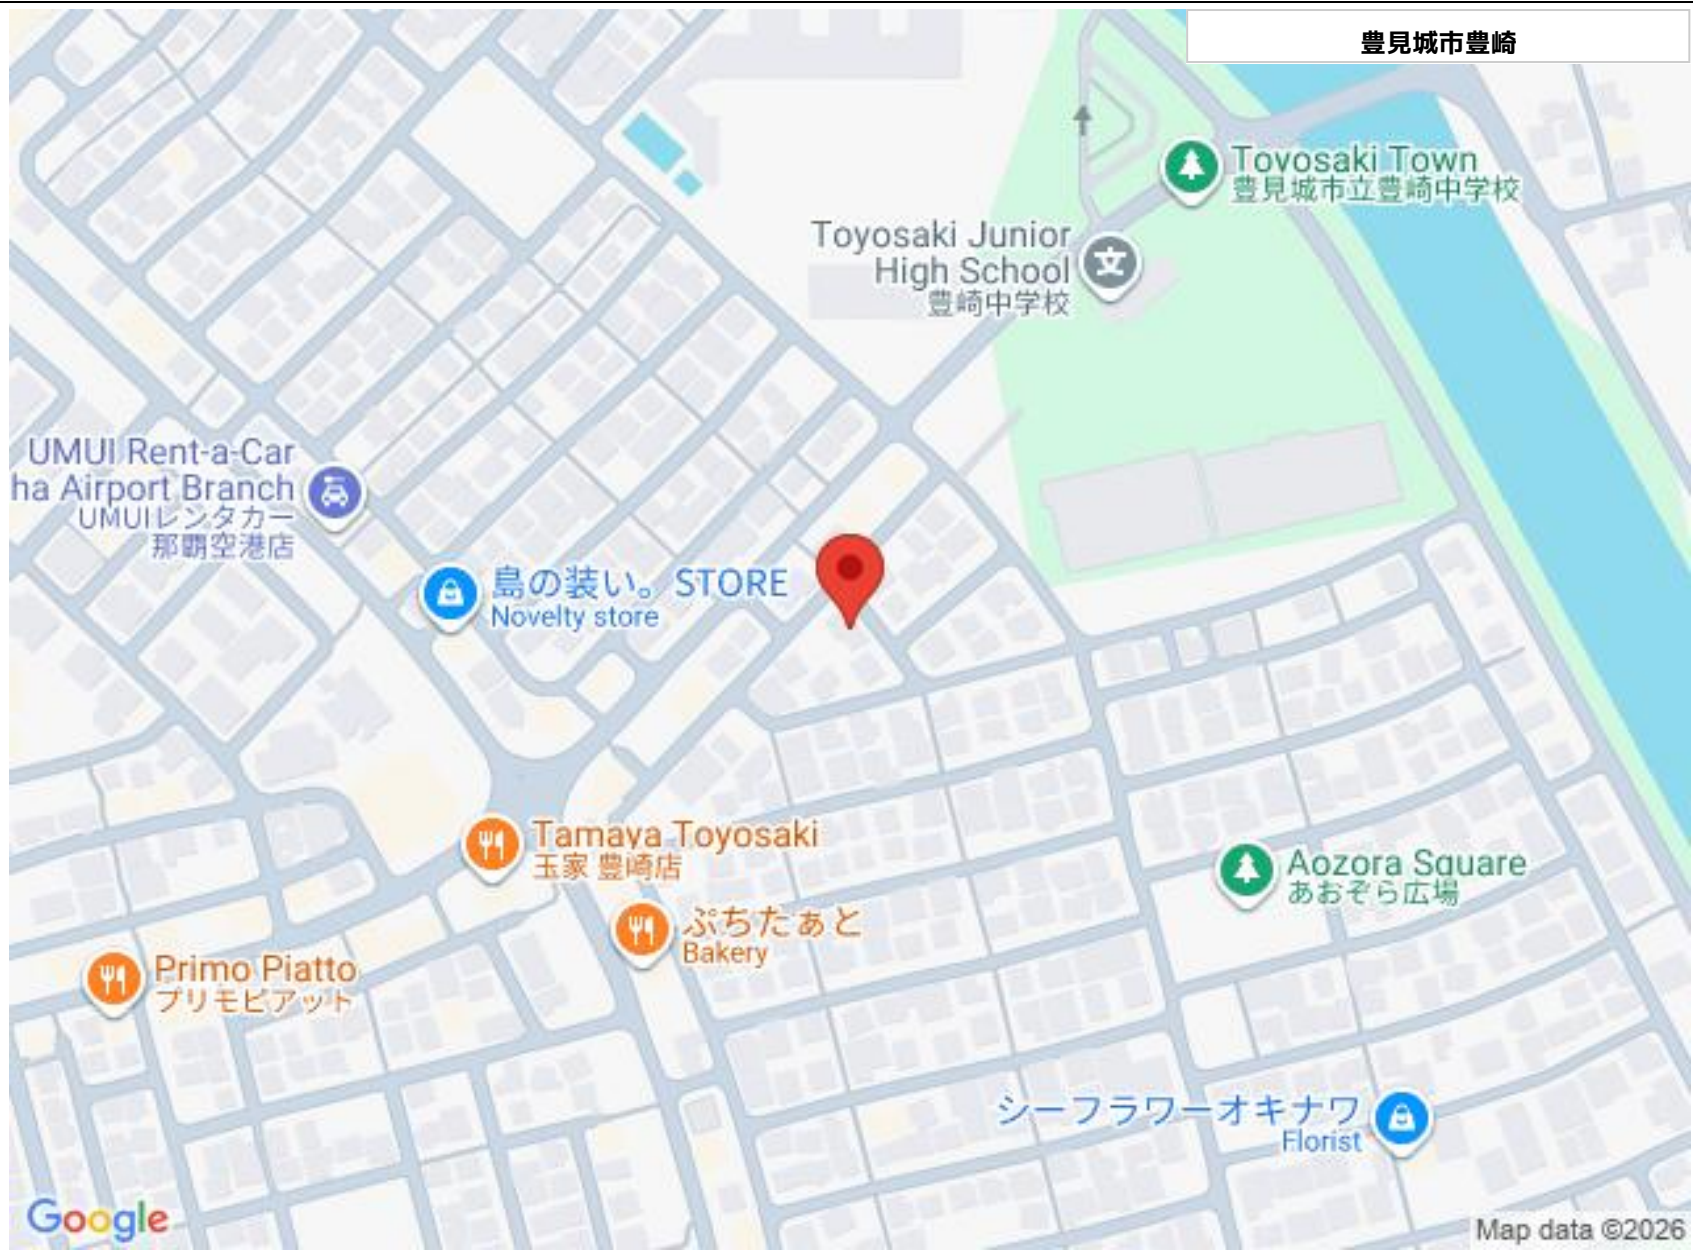 豊見城市豊崎
Toyosaki Town
豊見城市立豊崎中学校
Toyosaki Junior
High School
豊崎中学校
UMUI Rent-a-Car
ha Airport Branch
UMUIレンタカー
那覇空港店
島の装い。STORE
Novelty store
Tamaya Toyosaki
玉家 豊崎店
ぷちたぁと
Bakery
Aozora Square
あおぞら広場
Primo Piatto
プリモピアット
シーフラワーオキナワ
Florist
Google
Map data ©2026